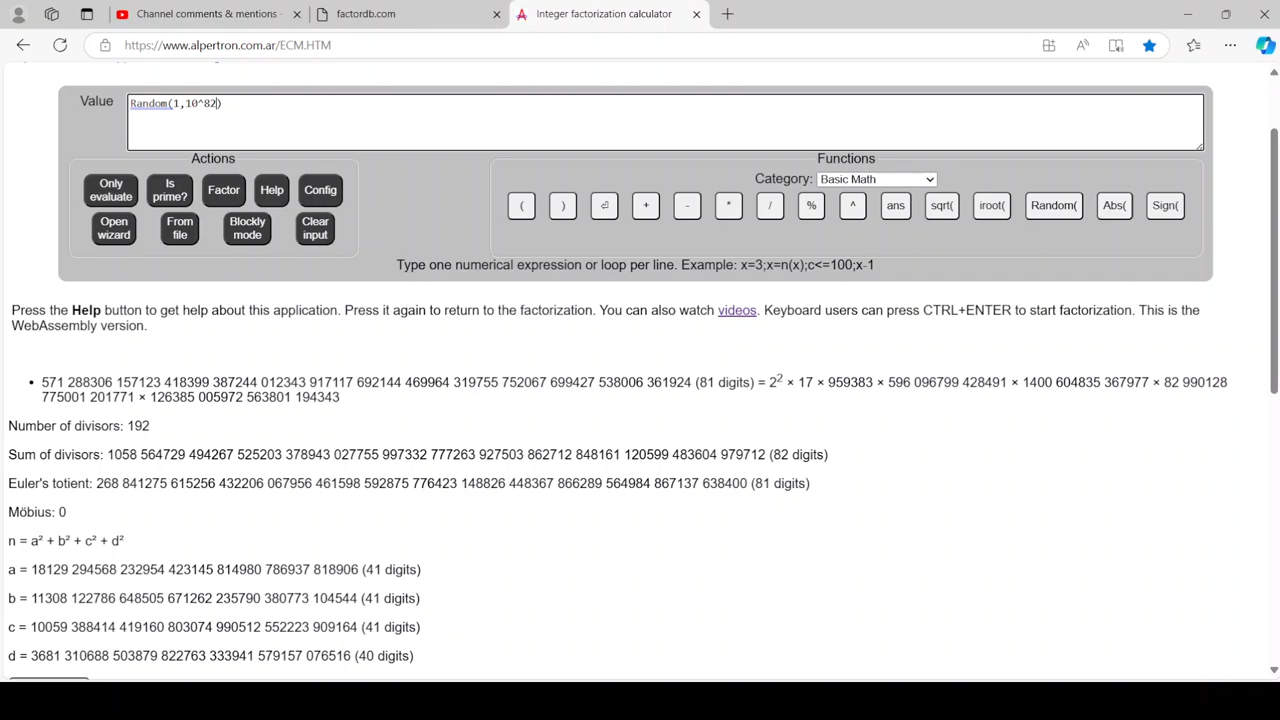 Channel comments & mentions -
factordb.com
Integer factorization calculator
https://www.alpertron.com.ar/ECM.HTM
Value
Random(1,10^82)
Actions
Functions
Category: Basic Math
Only evaluate
Is prime?
Factor
Help
Config
( ) ⏎ + - * / % ^ ans sqrt( iroot( Random( Abs( Sign(
Open wizard
From file
Blockly mode
Clear input
Type one numerical expression or loop per line. Example: x=3;x=n(x);c<=100;x-1
Press the Help button to get help about this application. Press it again to return to the factorization. You can also watch videos. Keyboard users can press CTRL+ENTER to start factorization. This is the
WebAssembly version.
• 571 288306 157123 418399 387244 012343 917117 692144 469964 319755 752067 699427 538006 361924 (81 digits) = 2² × 17 × 959383 × 596 096799 428491 × 1400 604835 367977 × 82 990128
775001 201771 × 126385 005972 563801 194343
Number of divisors: 192
Sum of divisors: 1058 564729 494267 525203 378943 027755 997332 777263 927503 862712 848161 120599 483604 979712 (82 digits)
Euler's totient: 268 841275 615256 432206 067956 461598 592875 776423 148826 448367 866289 564984 867137 638400 (81 digits)
Möbius: 0
n = a² + b² + c² + d²
a = 18129 294568 232954 423145 814980 786937 818906 (41 digits)
b = 11308 122786 648505 671262 235790 380773 104544 (41 digits)
c = 10059 388414 419160 803074 990512 552223 909164 (41 digits)
d = 3681 310688 503879 822763 333941 579157 076516 (40 digits)